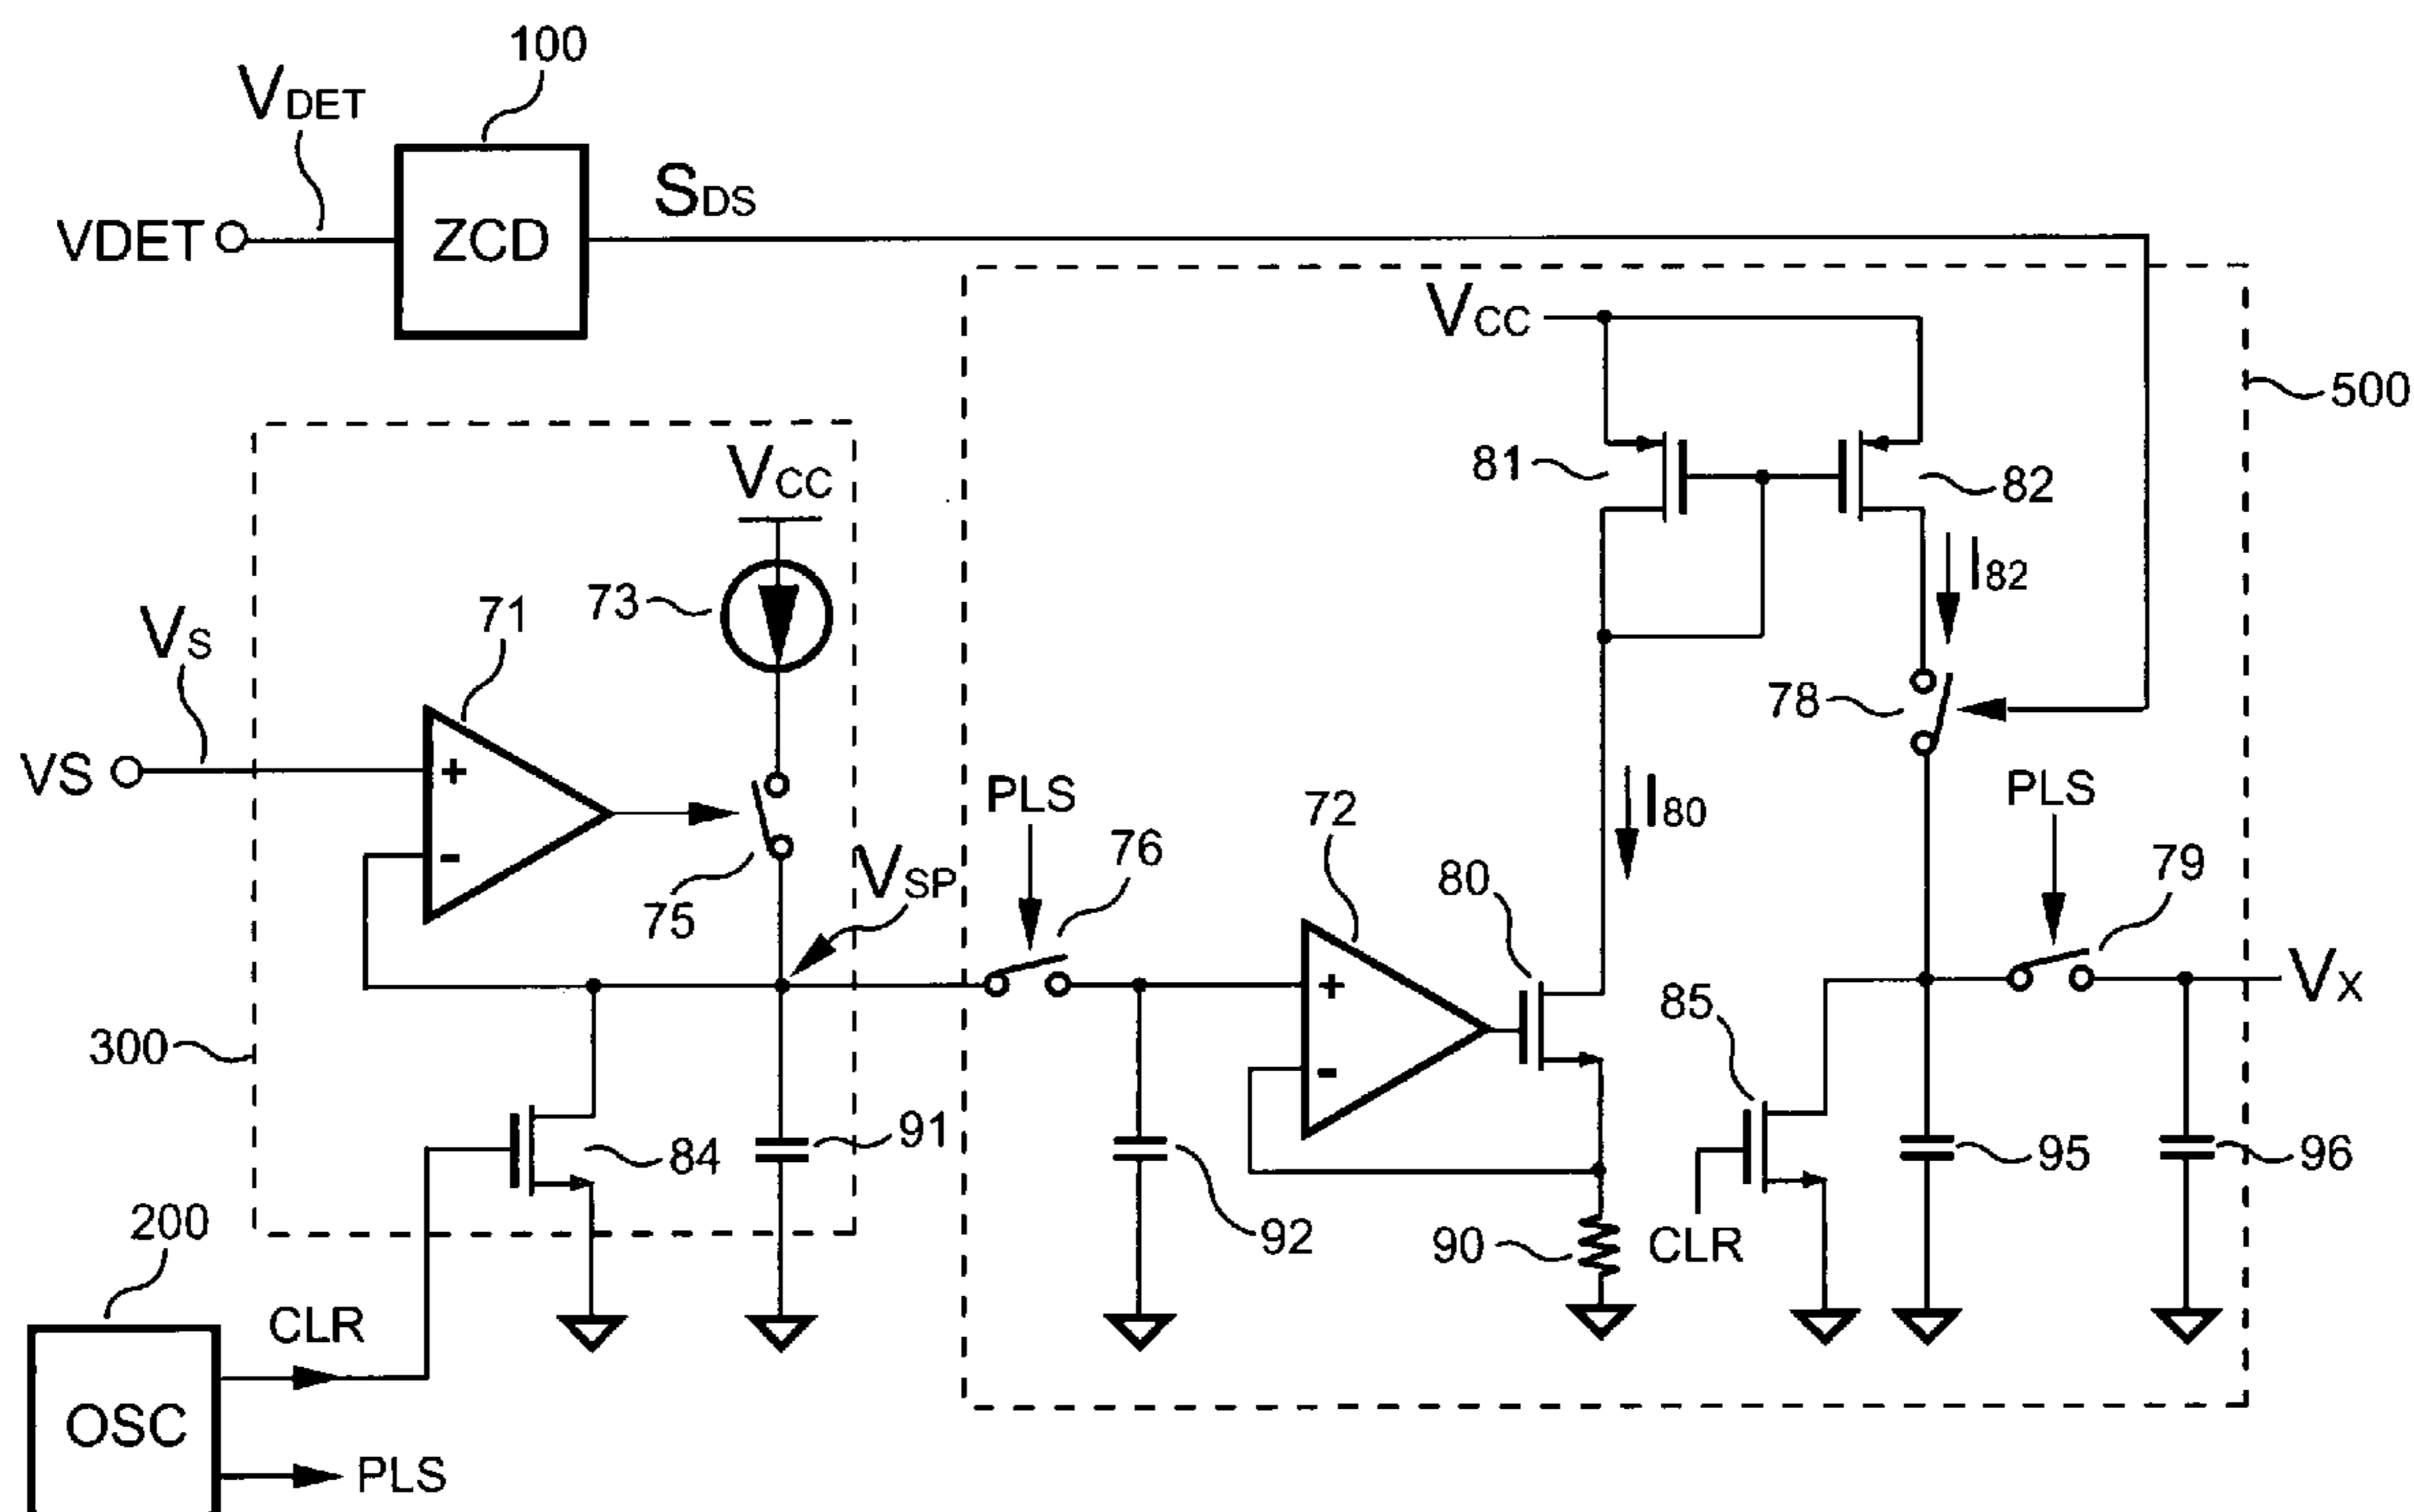 100
VDET
VDET
ZCD
SDS
VCC
500
81
82
VCC
I82
73
71
VS
78
VS
+
-
PLS
76
72
I80
PLS
79
75
VSP
80
+
-
VX
85
300
84
91
95
96
92
90
CLR
200
CLR
OSC
PLS